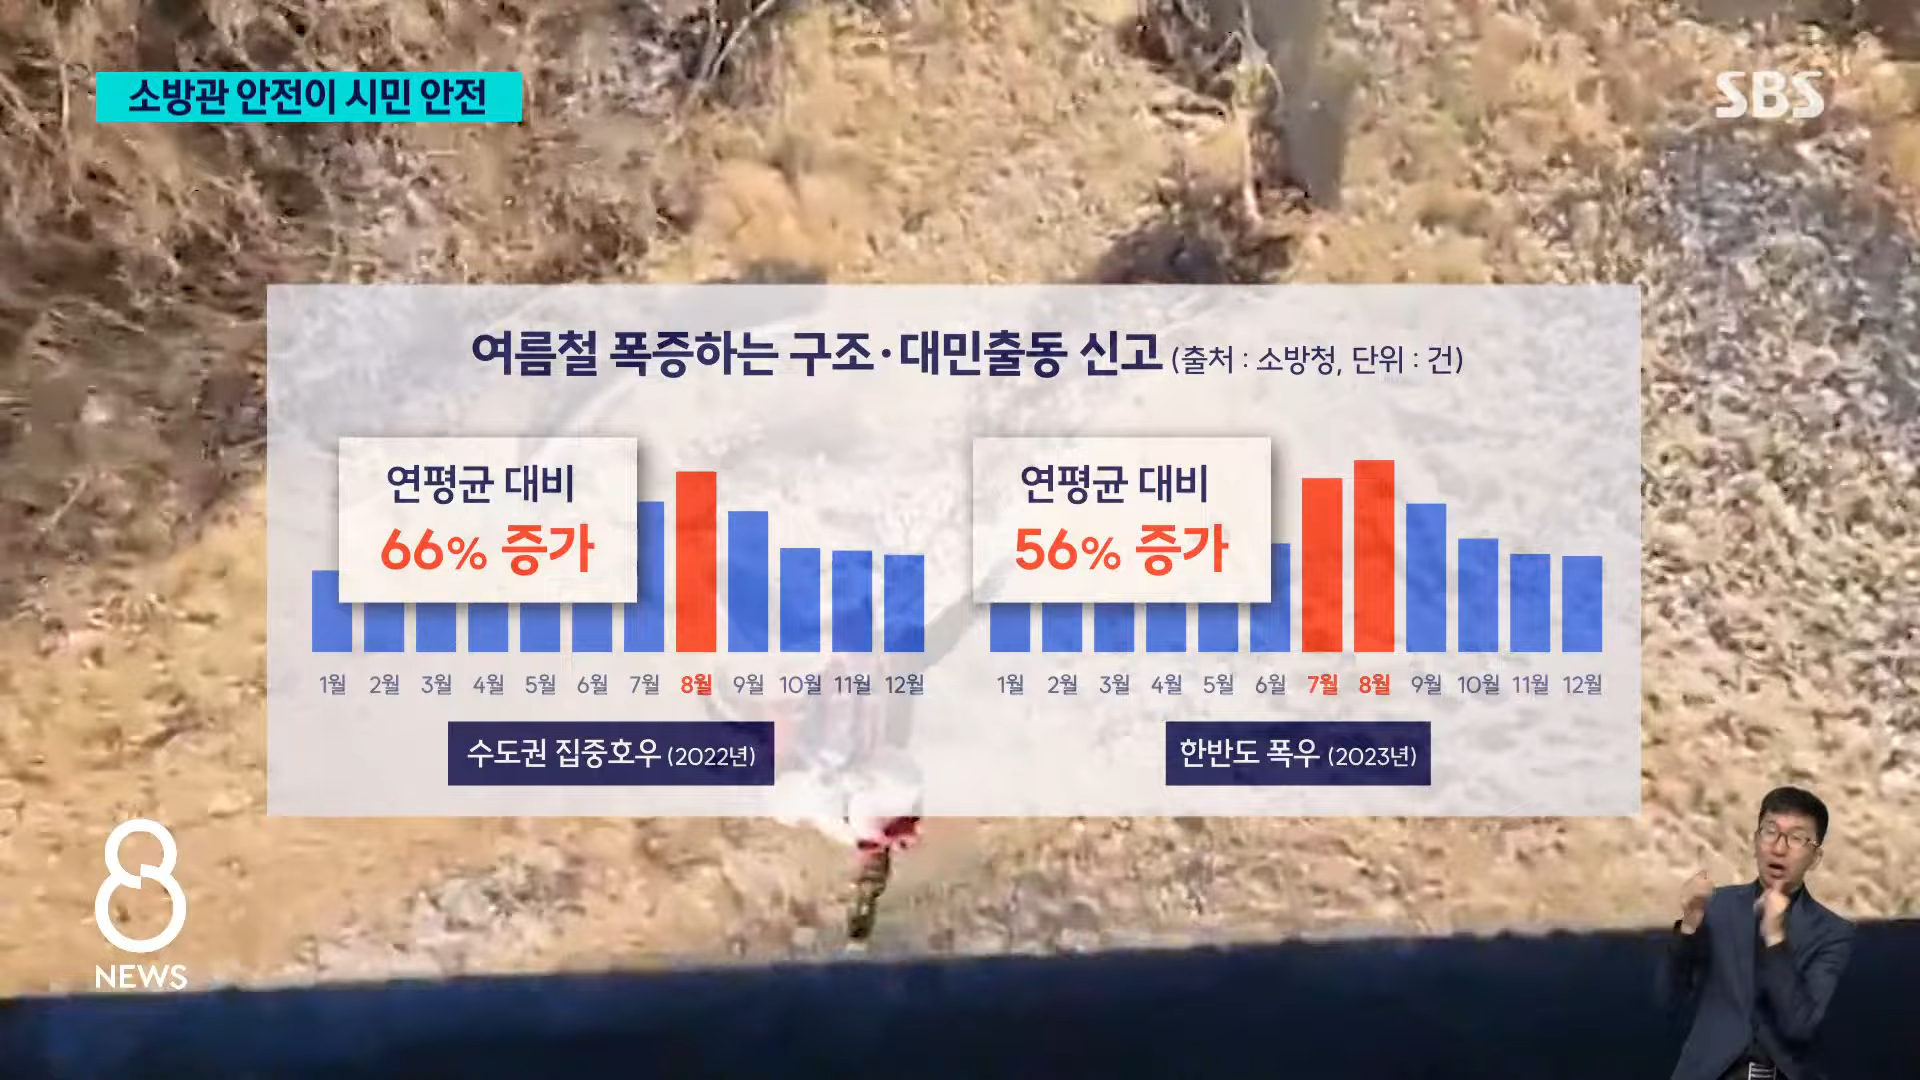 소방관 안전이 시민 안전
SBS
여름철 폭증하는 구조·대민출동 신고 (출처 : 소방청, 단위 : 건)
연평균 대비
66% 증가
1월 2월 3월 4월 5월 6월 7월 8월 9월 10월 11월 12월
수도권 집중호우 (2022년)
연평균 대비
56% 증가
1월 2월 3월 4월 5월 6월 7월 8월 9월 10월 11월 12월
한반도 폭우 (2023년)
8
NEWS